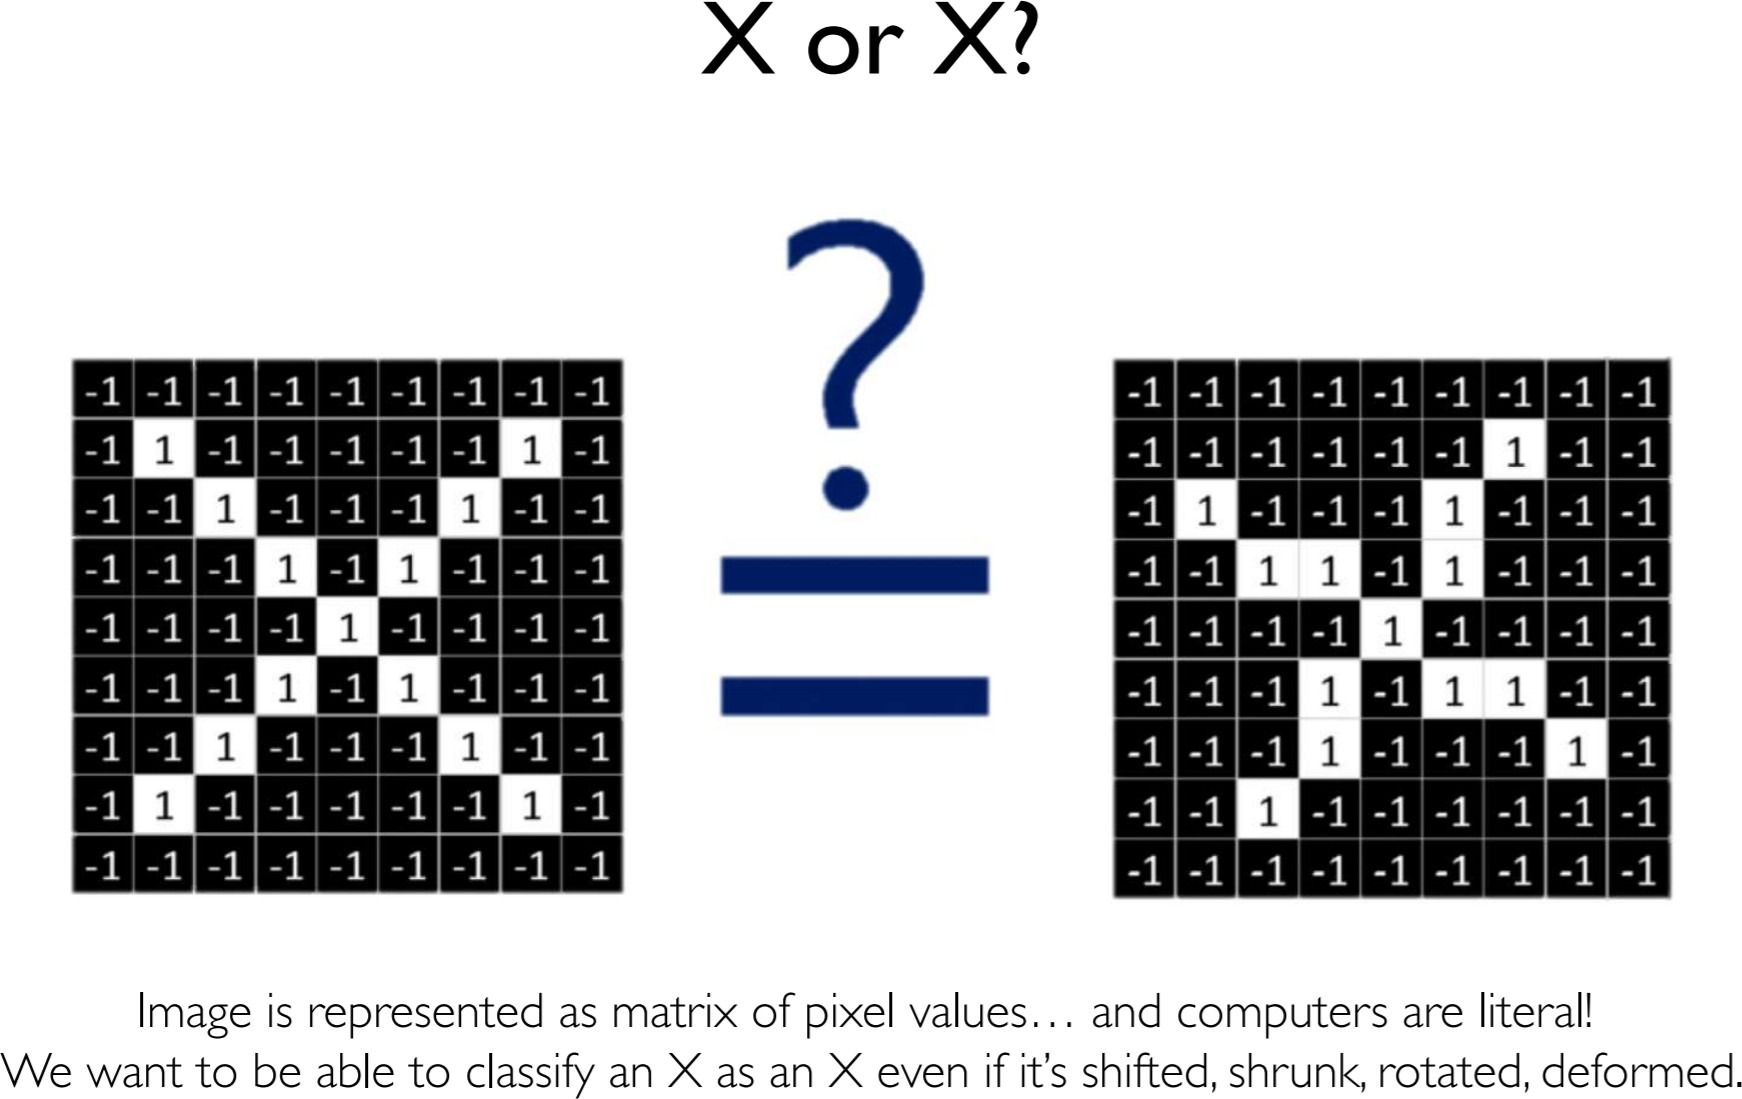 X or X?
-1 -1 -1 -1 -1 -1 -1 -1 -1
-1 1 -1 -1 -1 -1 -1 1 -1
-1 -1 1 -1 -1 -1 1 -1 -1
-1 -1 -1 1 -1 1 -1 -1 -1
-1 -1 -1 -1 1 -1 -1 -1 -1
-1 -1 -1 1 -1 1 -1 -1 -1
-1 -1 1 -1 -1 -1 1 -1 -1
-1 1 -1 -1 -1 -1 -1 1 -1
-1 -1 -1 -1 -1 -1 -1 -1 -1
?
=
-1 -1 -1 -1 -1 -1 -1 -1 -1
-1 -1 -1 -1 -1 -1 1 -1 -1
-1 1 -1 -1 -1 1 -1 -1 -1
-1 -1 1 1 -1 1 -1 -1 -1
-1 -1 -1 -1 1 -1 -1 -1 -1
-1 -1 -1 1 -1 1 1 -1 -1
-1 -1 -1 1 -1 -1 -1 1 -1
-1 -1 1 -1 -1 -1 -1 -1 -1
-1 -1 -1 -1 -1 -1 -1 -1 -1
Image is represented as matrix of pixel values… and computers are literal!
We want to be able to classify an X as an X even if it’s shifted, shrunk, rotated, deformed.